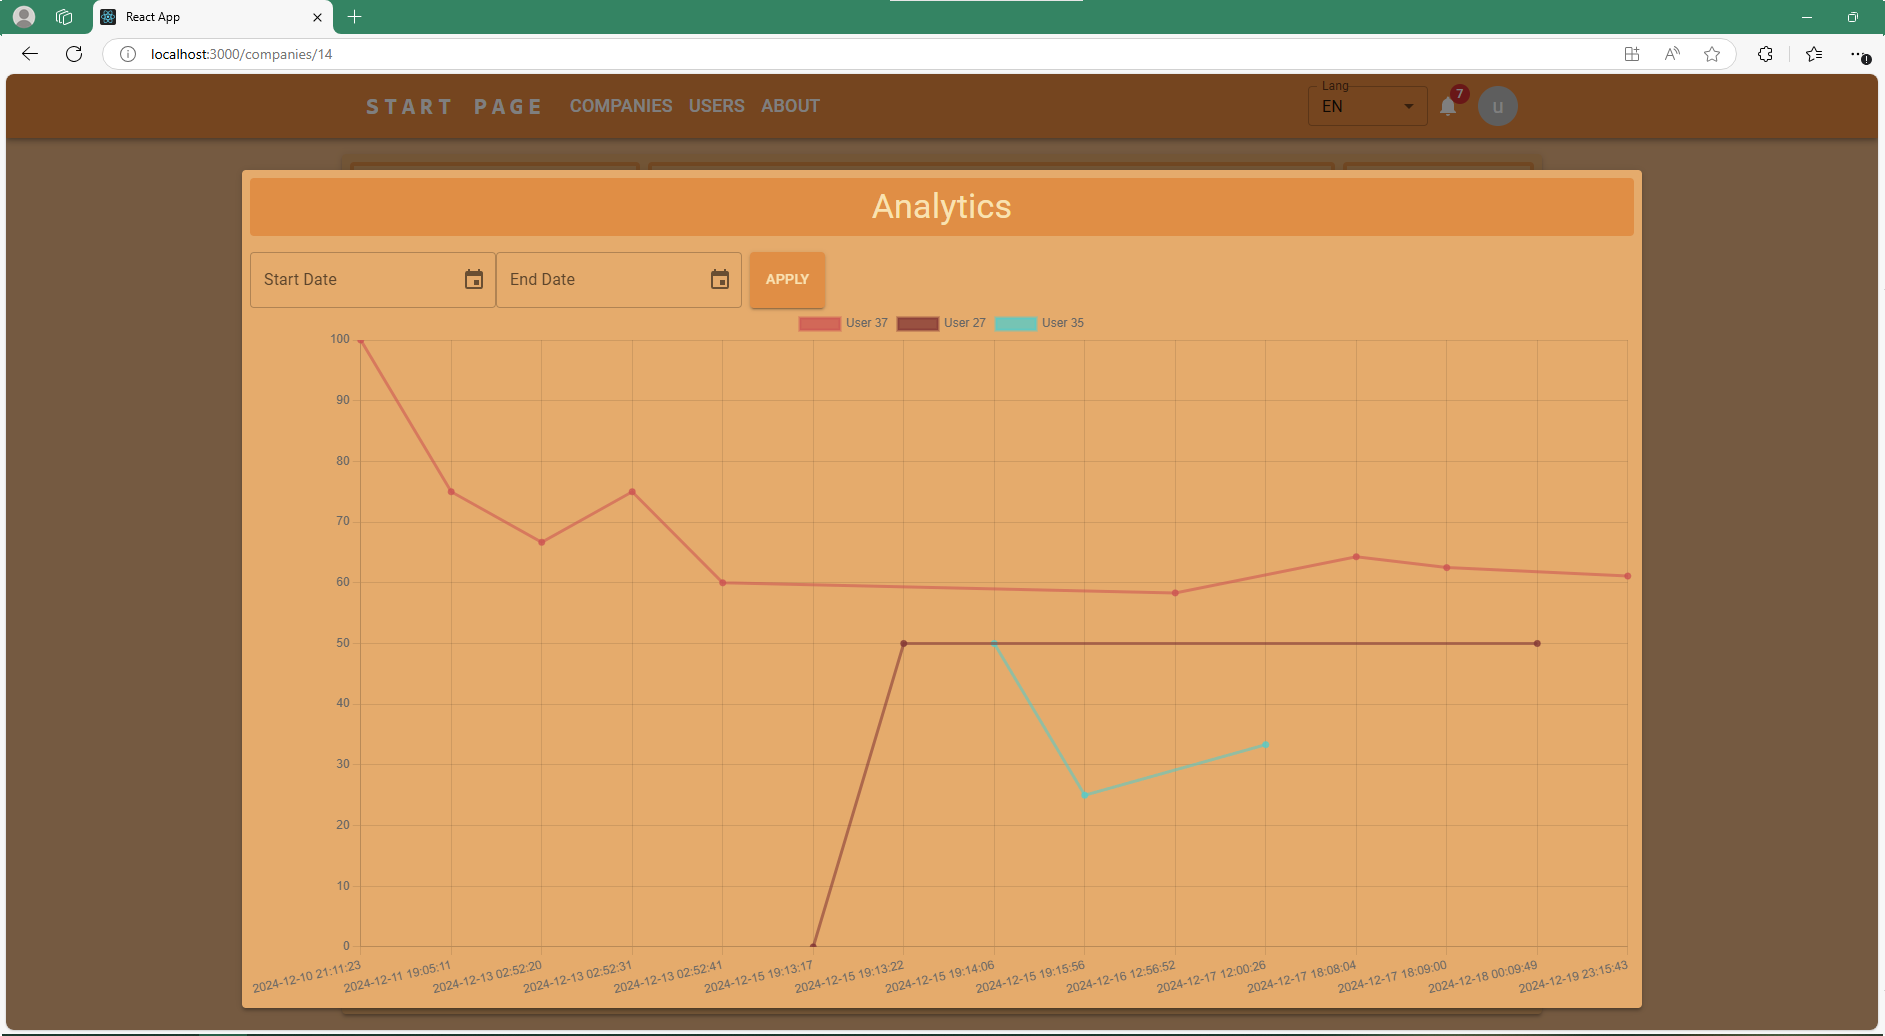 React App
localhost:3000/companies/14
START PAGE COMPANIES USERS ABOUT
Lang
EN
7
u
Analytics
Start Date
End Date
APPLY
User 37 User 27 User 35
100
90
80
70
60
50
40
30
20
10
0
2024-12-10 21:11:23
2024-12-11 19:05:11
2024-12-13 02:52:20
2024-12-13 02:52:31
2024-12-13 02:52:41
2024-12-15 19:13:17
2024-12-15 19:13:22
2024-12-15 19:14:06
2024-12-15 19:15:56
2024-12-16 12:56:52
2024-12-17 12:00:26
2024-12-17 18:08:04
2024-12-17 18:09:00
2024-12-18 00:09:49
2024-12-19 23:15:43